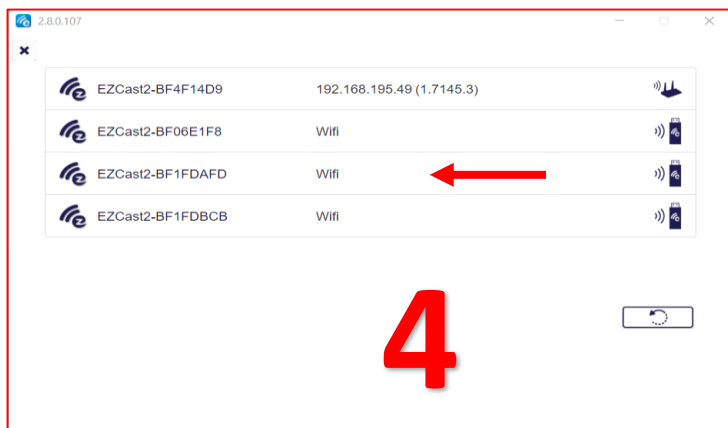 2.8.0.107
EZCast2-BF4F14D9 192.168.195.49 (1.7145.3)
EZCast2-BF06E1F8 Wifi
EZCast2-BF1FDAFD Wifi
EZCast2-BF1FDBCB Wifi
4